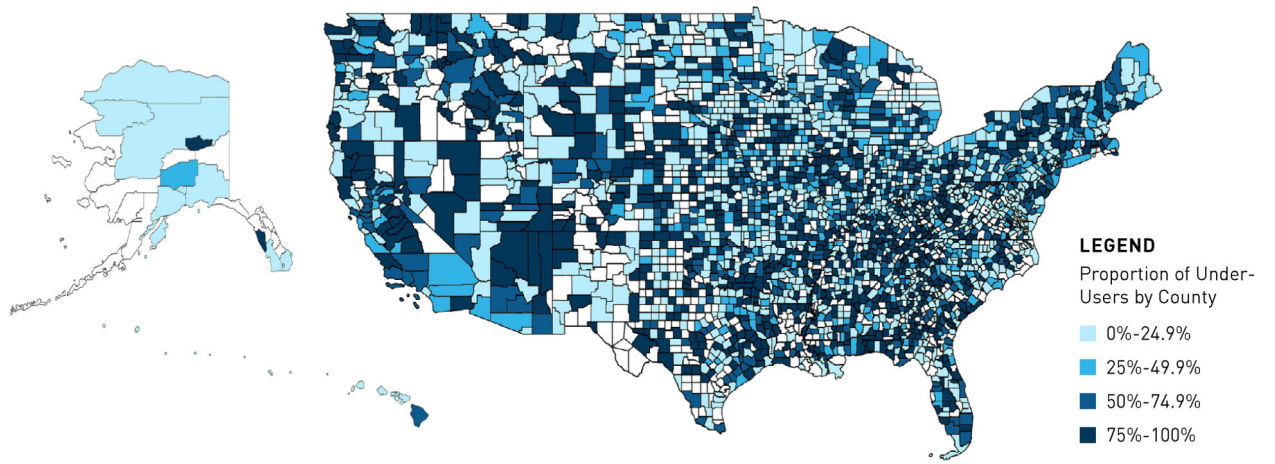 LEGEND
Proportion of Under-
Users by County
0%-24.9%
25%-49.9%
50%-74.9%
75%-100%